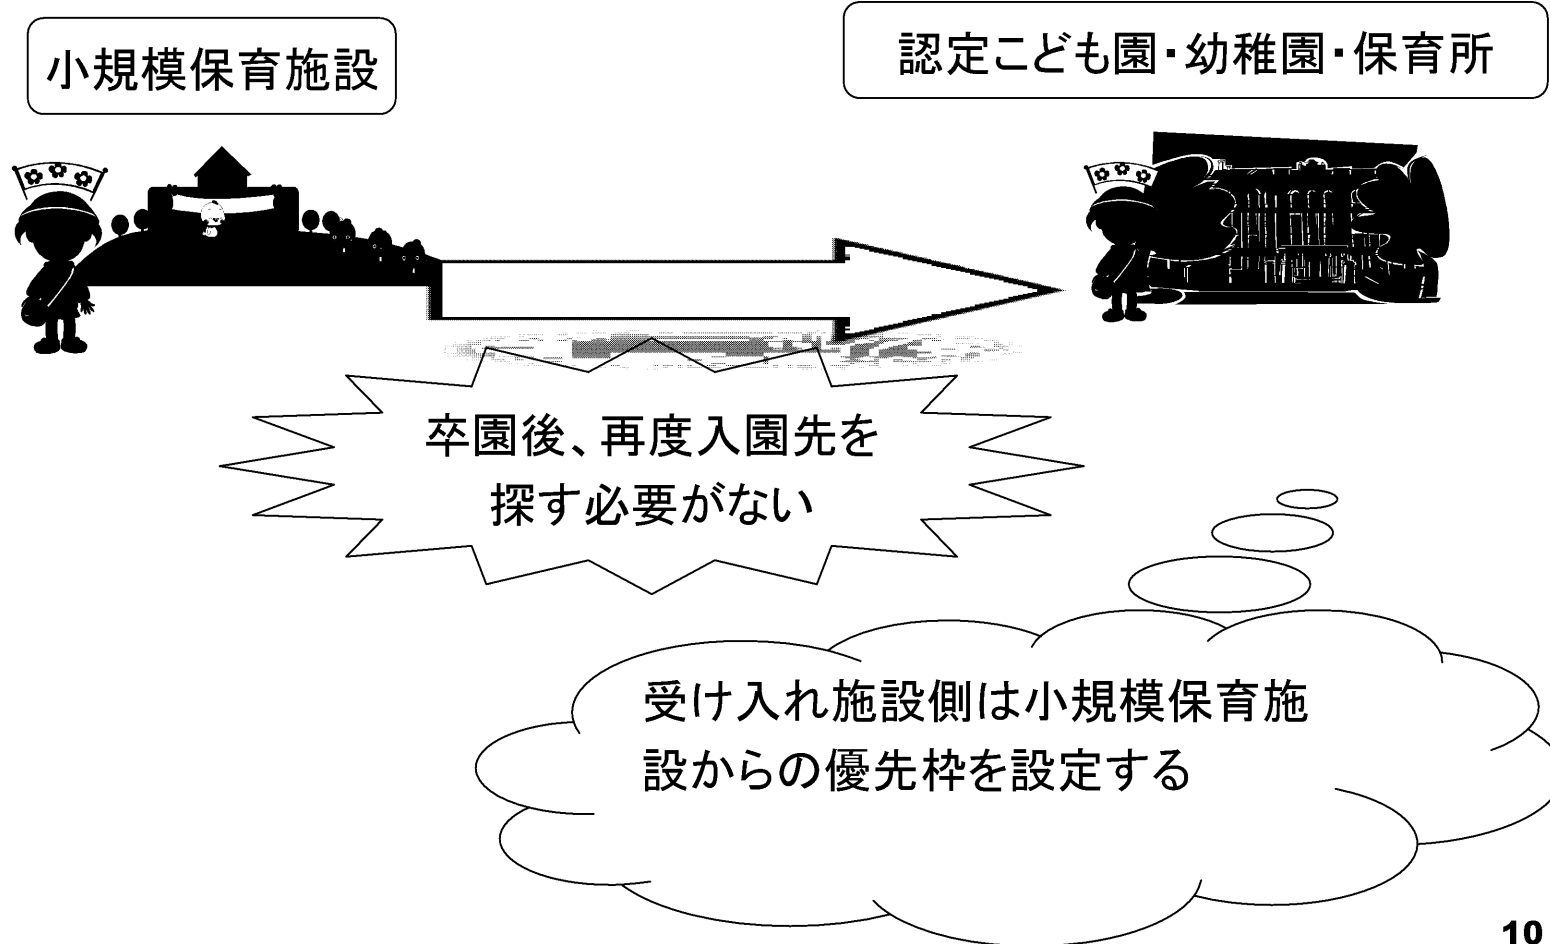 小規模保育施設
認定こども園・幼稚園・保育所
卒園後、再度入園先を
探す必要がない
受け入れ施設側は小規模保育施
設からの優先枠を設定する
10